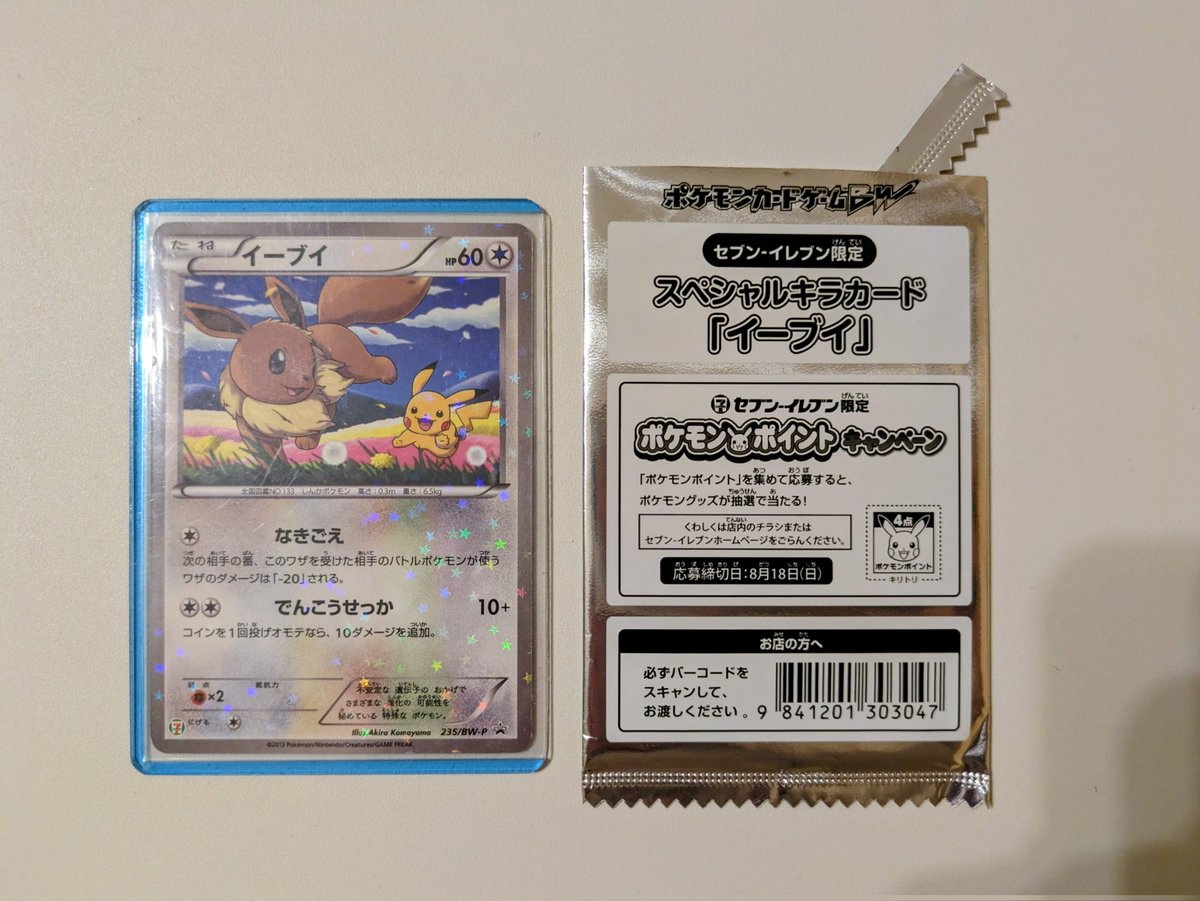 たね
イーブイ
HP60
全国図鑑NO.133 しんかポケモン 高さ:0.3m 重さ:6.5kg
なきごえ
次の相手の番、このワザを受けた相手のバトルポケモンが使う
ワザのダメージは「-20」される。
でんこうせっか 10+
コインを1回投げオモテなら、10ダメージを追加。
弱点
×2
抵抗力
にげる
不安定な 遺伝子の おかげで
さまざまな 進化の 可能性を
秘めている 特殊な ポケモン。
Illus. Akira Komayama 235/BW-P
©2012 Pokémon/Nintendo/Creatures/GAME FREAK.
ポケモンカードゲームBW
セブン-イレブン限定
スペシャルキラカード
「イーブイ」
セブン-イレブン限定
ポケモンポイントキャンペーン
「ポケモンポイント」を集めて応募すると、
ポケモングッズが抽選で当たる!
くわしくは店内のチラシまたは
セブン-イレブンホームページをごらんください。
応募締切日:8月18日(日)
4点
ポケモンポイント
キリトリ
お店の方へ
必ずバーコードを
スキャンして、
お渡しください。
9 841201 303047